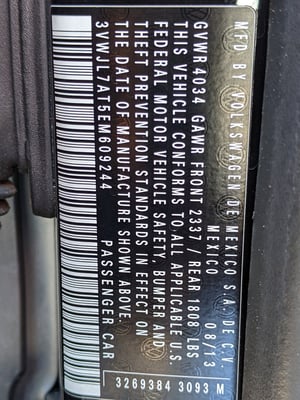 MFD BY VOLKSWAGEN DE MEXICO S.A. DE C.V.
MEXICO 08/13
GVWR 4034 GAWR FRONT 2337 / REAR 1808 LBS
THIS VEHICLE CONFORMS TO ALL APPLICABLE U.S.
FEDERAL MOTOR VEHICLE SAFETY, BUMPER AND
THEFT PREVENTION STANDARDS IN EFFECT ON
THE DATE OF MANUFACTURE SHOWN ABOVE.
3VWJL7AT5EM609244 PASSENGER CAR
3269384 3093 M